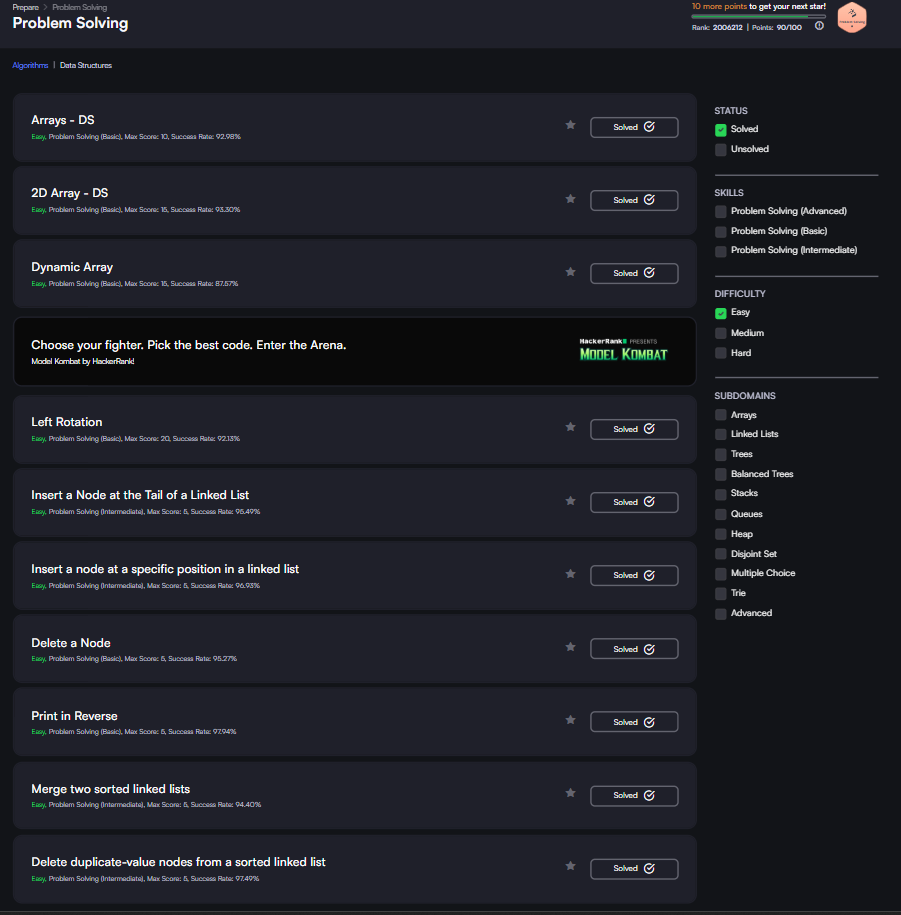 Prepare > Problem Solving
Problem Solving
10 more points to get your next star!
Rank: 2006212 | Points: 90/100
Algorithms | Data Structures
Arrays - DS
Easy, Problem Solving (Basic), Max Score: 10, Success Rate: 92.98%
Solved
2D Array - DS
Easy, Problem Solving (Basic), Max Score: 15, Success Rate: 93.30%
Solved
Dynamic Array
Easy, Problem Solving (Basic), Max Score: 15, Success Rate: 87.57%
Solved
Choose your fighter. Pick the best code. Enter the Arena.
Model Kombat by HackerRank!
HackerRank PRESENTS
MODEL KOMBAT
Left Rotation
Easy, Problem Solving (Basic), Max Score: 20, Success Rate: 92.13%
Solved
Insert a Node at the Tail of a Linked List
Easy, Problem Solving (Intermediate), Max Score: 5, Success Rate: 95.49%
Solved
Insert a node at a specific position in a linked list
Easy, Problem Solving (Intermediate), Max Score: 5, Success Rate: 96.93%
Solved
Delete a Node
Easy, Problem Solving (Basic), Max Score: 5, Success Rate: 95.27%
Solved
Print in Reverse
Easy, Problem Solving (Basic), Max Score: 5, Success Rate: 97.94%
Solved
Merge two sorted linked lists
Easy, Problem Solving (Intermediate), Max Score: 5, Success Rate: 94.40%
Solved
Delete duplicate-value nodes from a sorted linked list
Easy, Problem Solving (Intermediate), Max Score: 5, Success Rate: 97.49%
Solved
STATUS
Solved
Unsolved
SKILLS
Problem Solving (Advanced)
Problem Solving (Basic)
Problem Solving (Intermediate)
DIFFICULTY
Easy
Medium
Hard
SUBDOMAINS
Arrays
Linked Lists
Trees
Balanced Trees
Stacks
Queues
Heap
Disjoint Set
Multiple Choice
Trie
Advanced